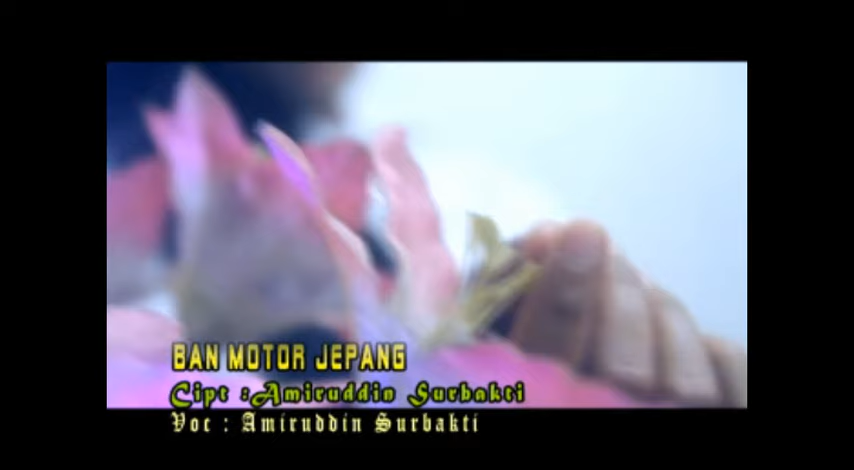 BAN MOTOR JEPANG
Cipt :Amiruddin Surbakti
Voc : Amiruddin Surbakti